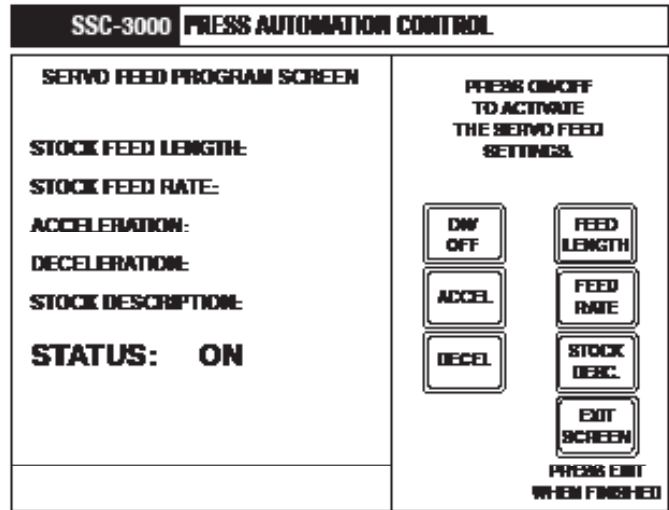 SSC-3000 PRESS AUTOMATION CONTROL
SERVO FEED PROGRAM SCREEN
STOCK FEED LENGTH:
STOCK FEED RATE:
ACCELERATION:
DECELERATION:
STOCK DESCRIPTION:
STATUS: ON
PRESS ON/OFF
TO ACTIVATE
THE SERVO FEED
SETTINGS.
ON/
OFF
FEED
LENGTH
ACCEL
FEED
RATE
DECEL
STOCK
DESC.
EXIT
SCREEN
PRESS EXIT
WHEN FINISHED